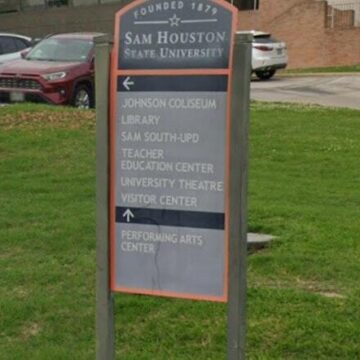 FOUNDED 1879
SAM HOUSTON
STATE UNIVERSITY
←
JOHNSON COLISEUM
LIBRARY
SAM SOUTH-UPD
TEACHER
EDUCATION CENTER
UNIVERSITY THEATRE
VISITOR CENTER
↑
PERFORMING ARTS
CENTER